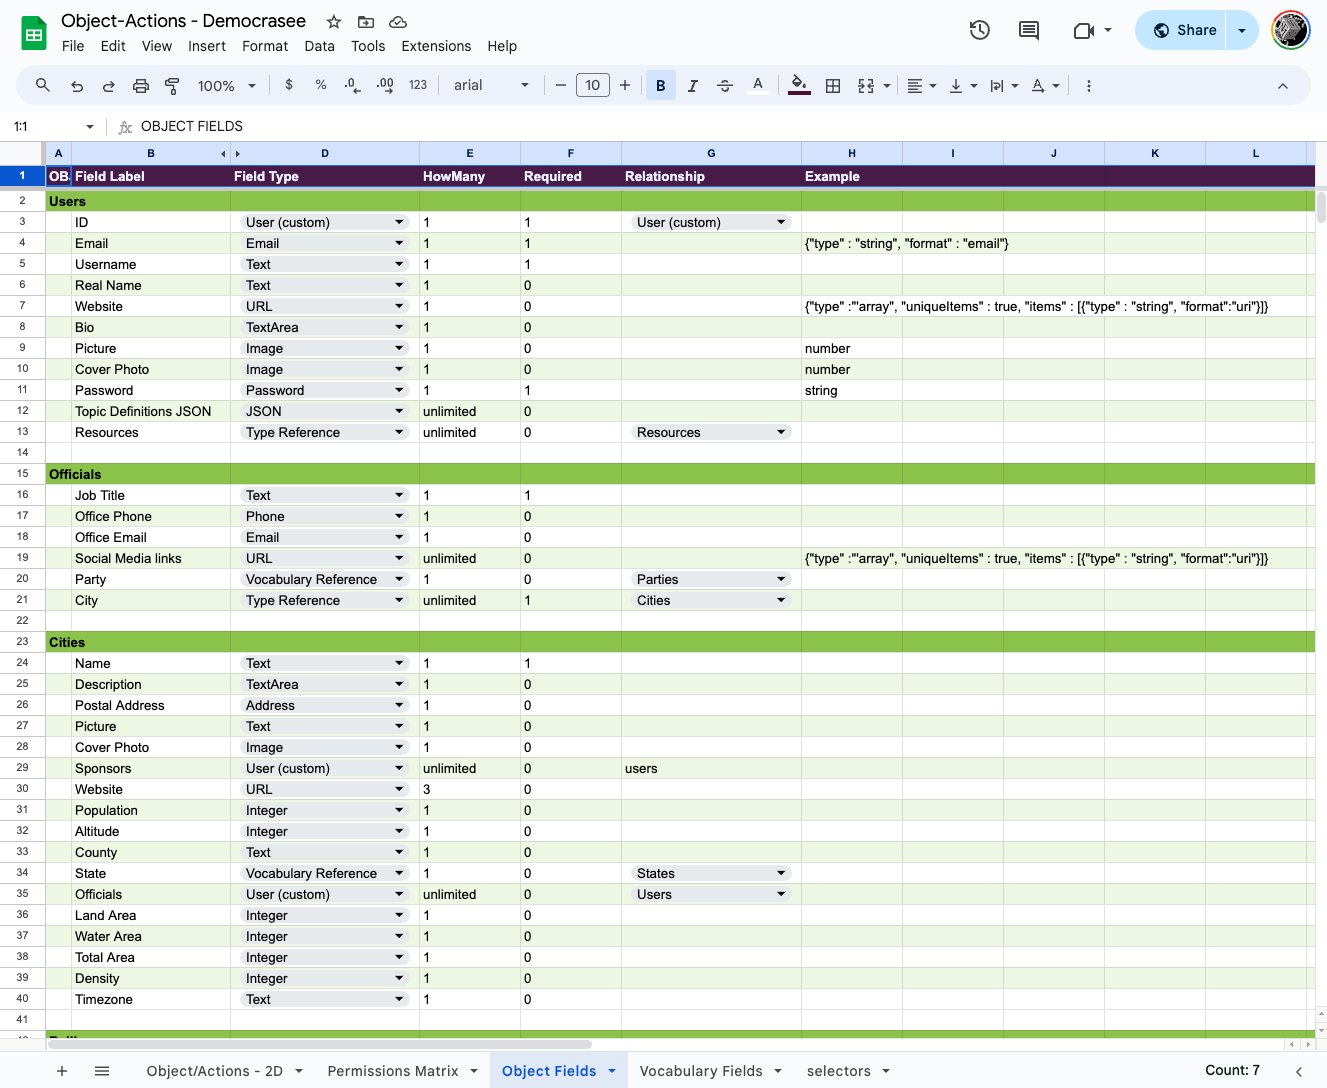 Object-Actions - Democrasee
File Edit View Insert Format Data Tools Extensions Help
Share
100% $ % .0 .00 123 arial − 10 + B I S A
1:1 fx OBJECT FIELDS
A B D E F G H I J K L
1 OB Field Label Field Type HowMany Required Relationship Example
2 Users
3 ID User (custom) 1 1 User (custom)
4 Email Email 1 1 {"type" : "string", "format" : "email"}
5 Username Text 1 1
6 Real Name Text 1 0
7 Website URL 1 0 {"type" :"array", "uniqueItems" : true, "items" : [{"type" : "string", "format":"uri"}]}
8 Bio TextArea 1 0
9 Picture Image 1 0 number
10 Cover Photo Image 1 0 number
11 Password Password 1 1 string
12 Topic Definitions JSON JSON unlimited 0
13 Resources Type Reference unlimited 0 Resources
14
15 Officials
16 Job Title Text 1 1
17 Office Phone Phone 1 0
18 Office Email Email 1 0
19 Social Media links URL unlimited 0 {"type" :"array", "uniqueItems" : true, "items" : [{"type" : "string", "format":"uri"}]}
20 Party Vocabulary Reference 1 0 Parties
21 City Type Reference unlimited 1 Cities
22
23 Cities
24 Name Text 1 1
25 Description TextArea 1 0
26 Postal Address Address 1 0
27 Picture Text 1 0
28 Cover Photo Image 1 0
29 Sponsors User (custom) unlimited 0 users
30 Website URL 3 0
31 Population Integer 1 0
32 Altitude Integer 1 0
33 County Text 1 0
34 State Vocabulary Reference 1 0 States
35 Officials User (custom) unlimited 0 Users
36 Land Area Integer 1 0
37 Water Area Integer 1 0
38 Total Area Integer 1 0
39 Density Integer 1 0
40 Timezone Text 1 0
41
Object/Actions - 2D Permissions Matrix Object Fields Vocabulary Fields selectors Count: 7